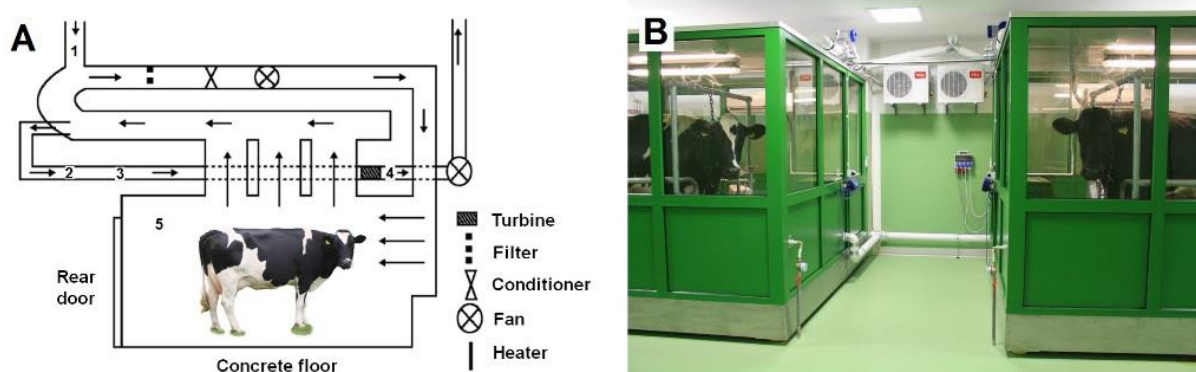 A
1
2
3
4
5
Rear
door
Concrete floor
Turbine
Filter
Conditioner
Fan
Heater
B